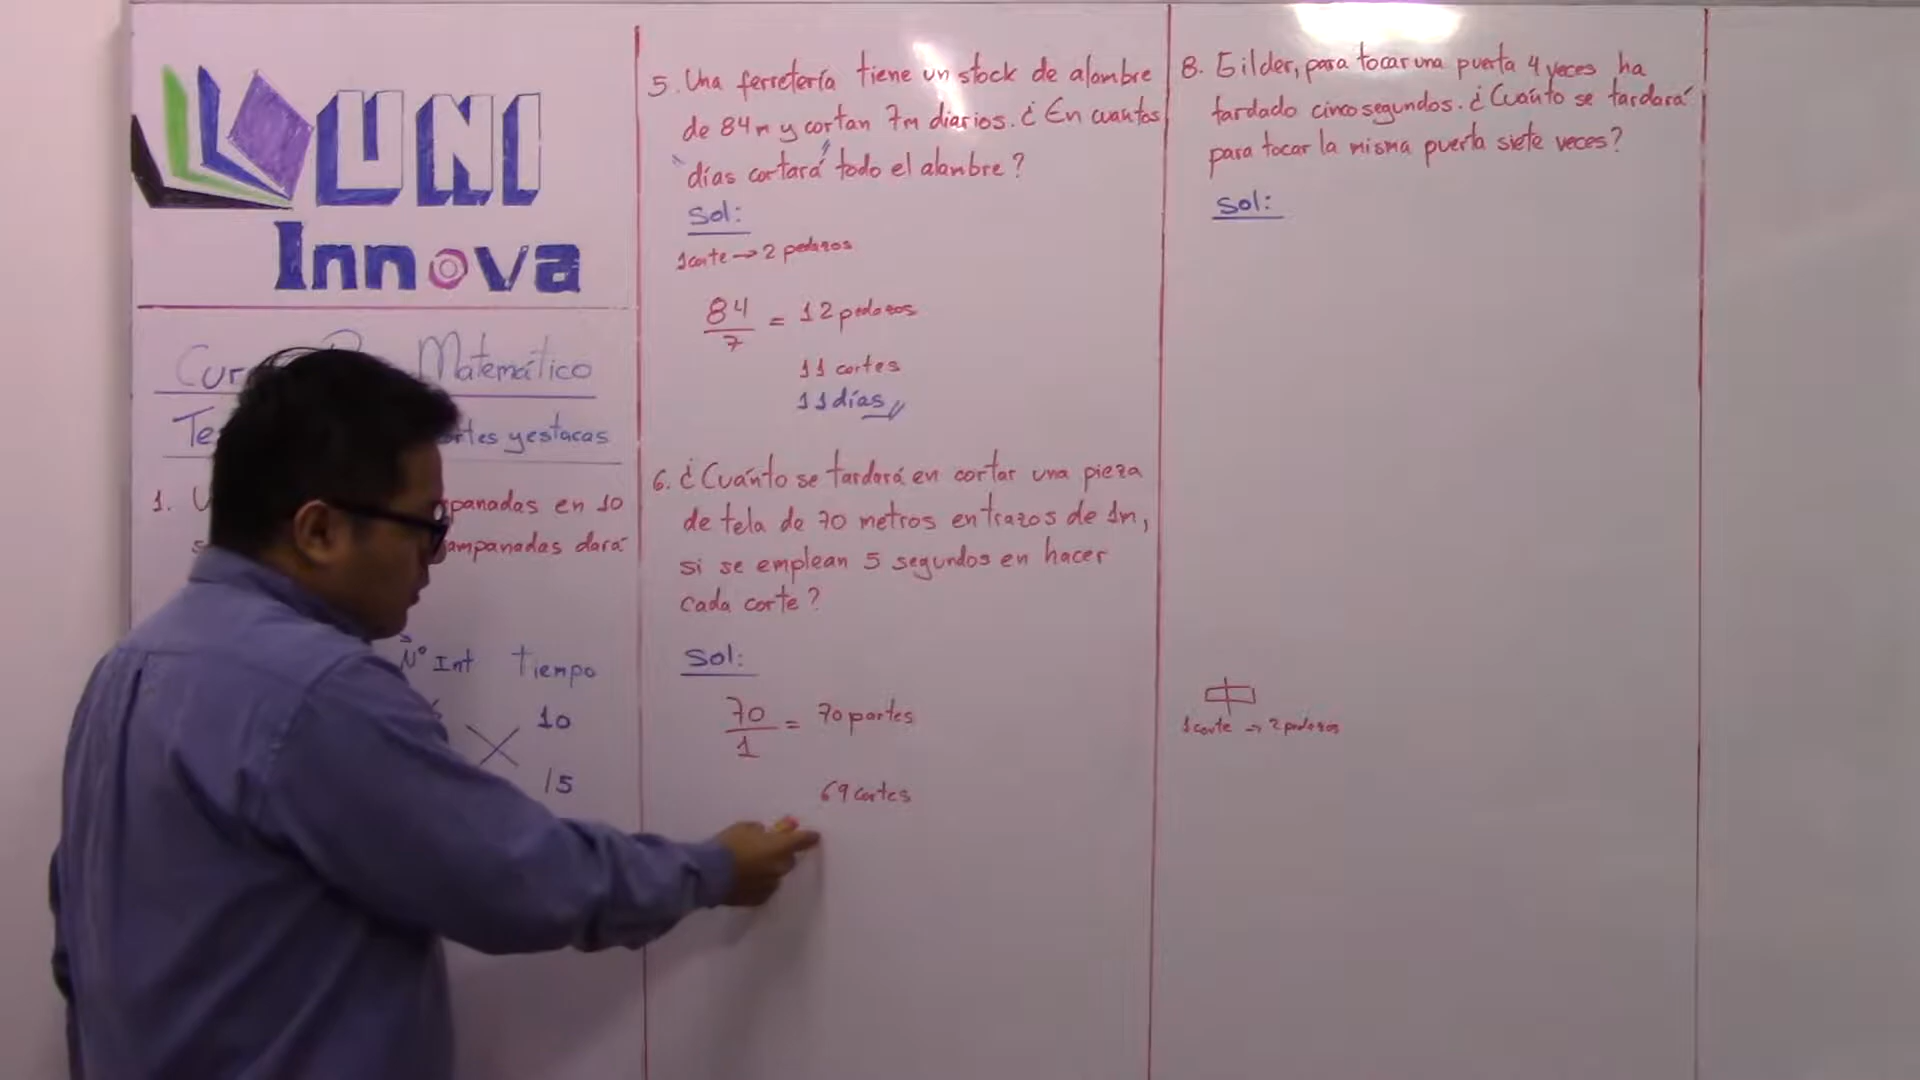 UNI
Innova
Matemático
yestacas
1. panadas en 10
ampanadas dará
N° Int Tiempo
10
15
5. Una ferretería tiene un stock de alambre
de 84m y cortan 7m diarios. ¿En cuantos
días cortará todo el alambre?
Sol:
1 corte → 2 pedazos
84
7
= 12 pedazos
11 cortes
11 días
6. ¿Cuánto se tardará en cortar una pieza
de tela de 70 metros en trazos de 1m,
si se emplean 5 segundos en hacer
cada corte?
Sol:
70
1
= 70 partes
69 cortes
8. Gilder, para tocar una puerta 4 veces ha
tardado cinco segundos. ¿Cuánto se tardará
para tocar la misma puerta siete veces?
Sol:
1 corte → 2 pedazos